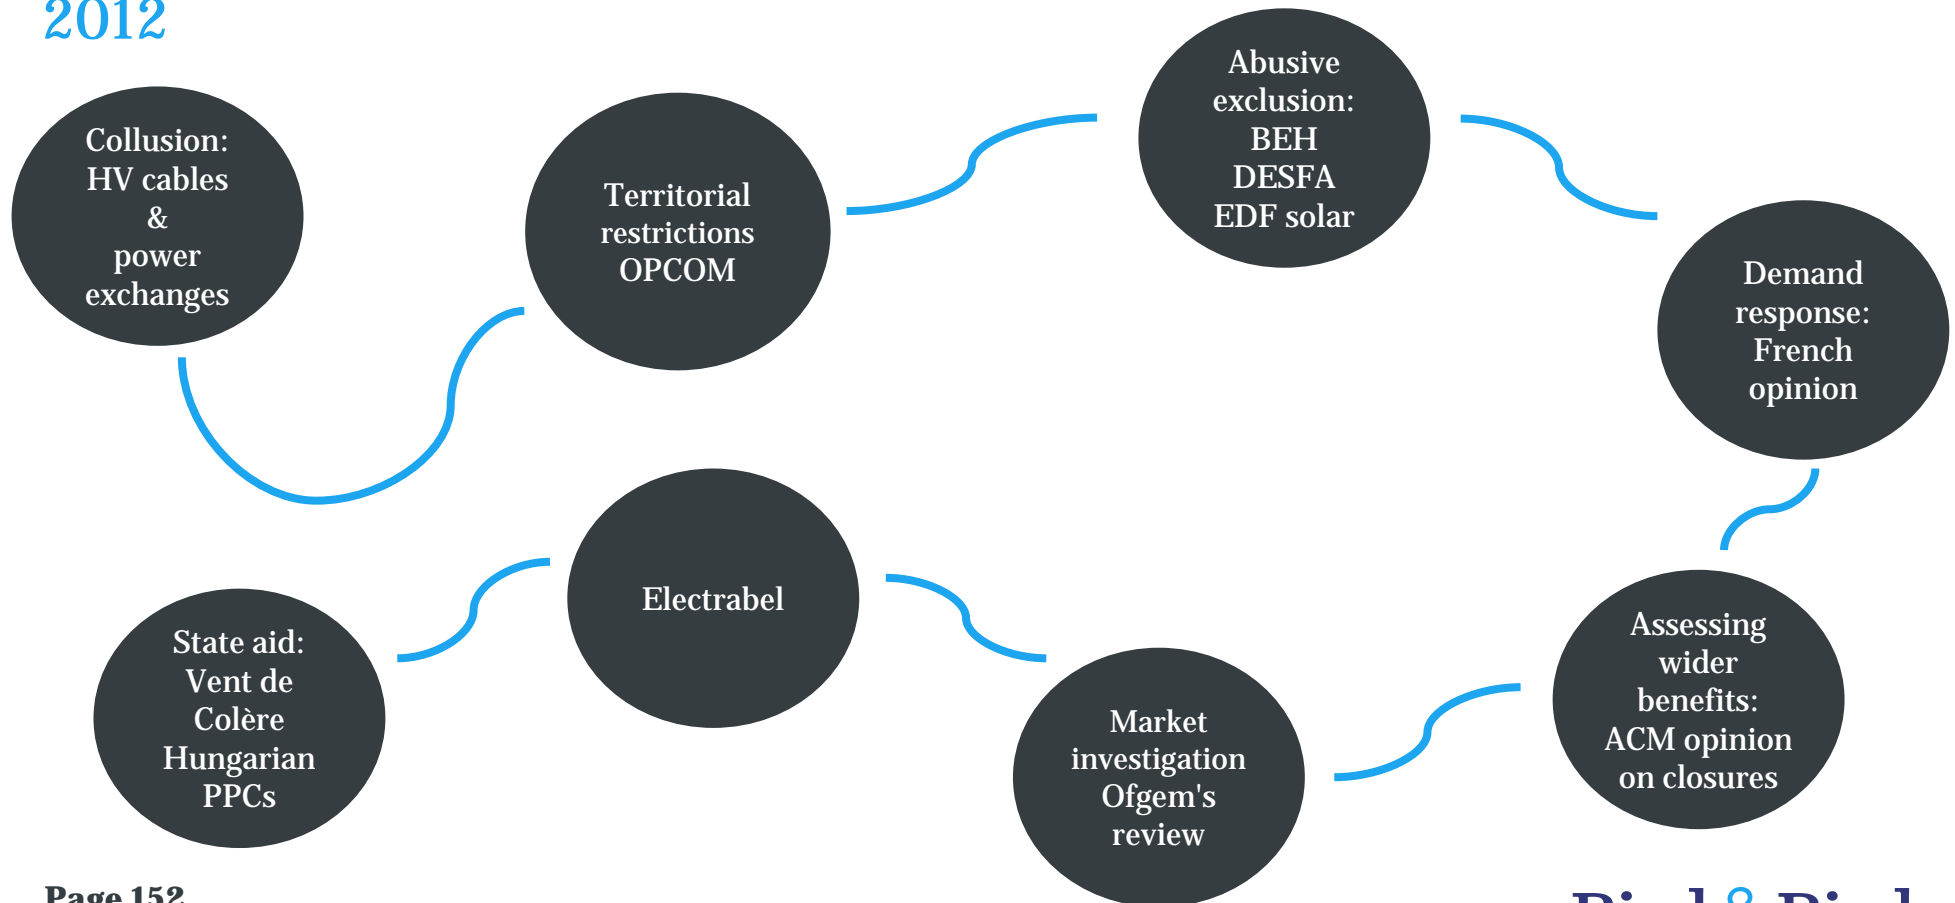 2012
Collusion:
HV cables
&
power
exchanges
Territorial
restrictions
OPCOM
Abusive
exclusion:
BEH
DESFA
EDF solar
Demand
response:
French
opinion
Assessing
wider
benefits:
ACM opinion
on closures
Market
investigation
Ofgem's
review
Electrabel
State aid:
Vent de
Colère
Hungarian
PPCs
Page 152
Bird & Bird